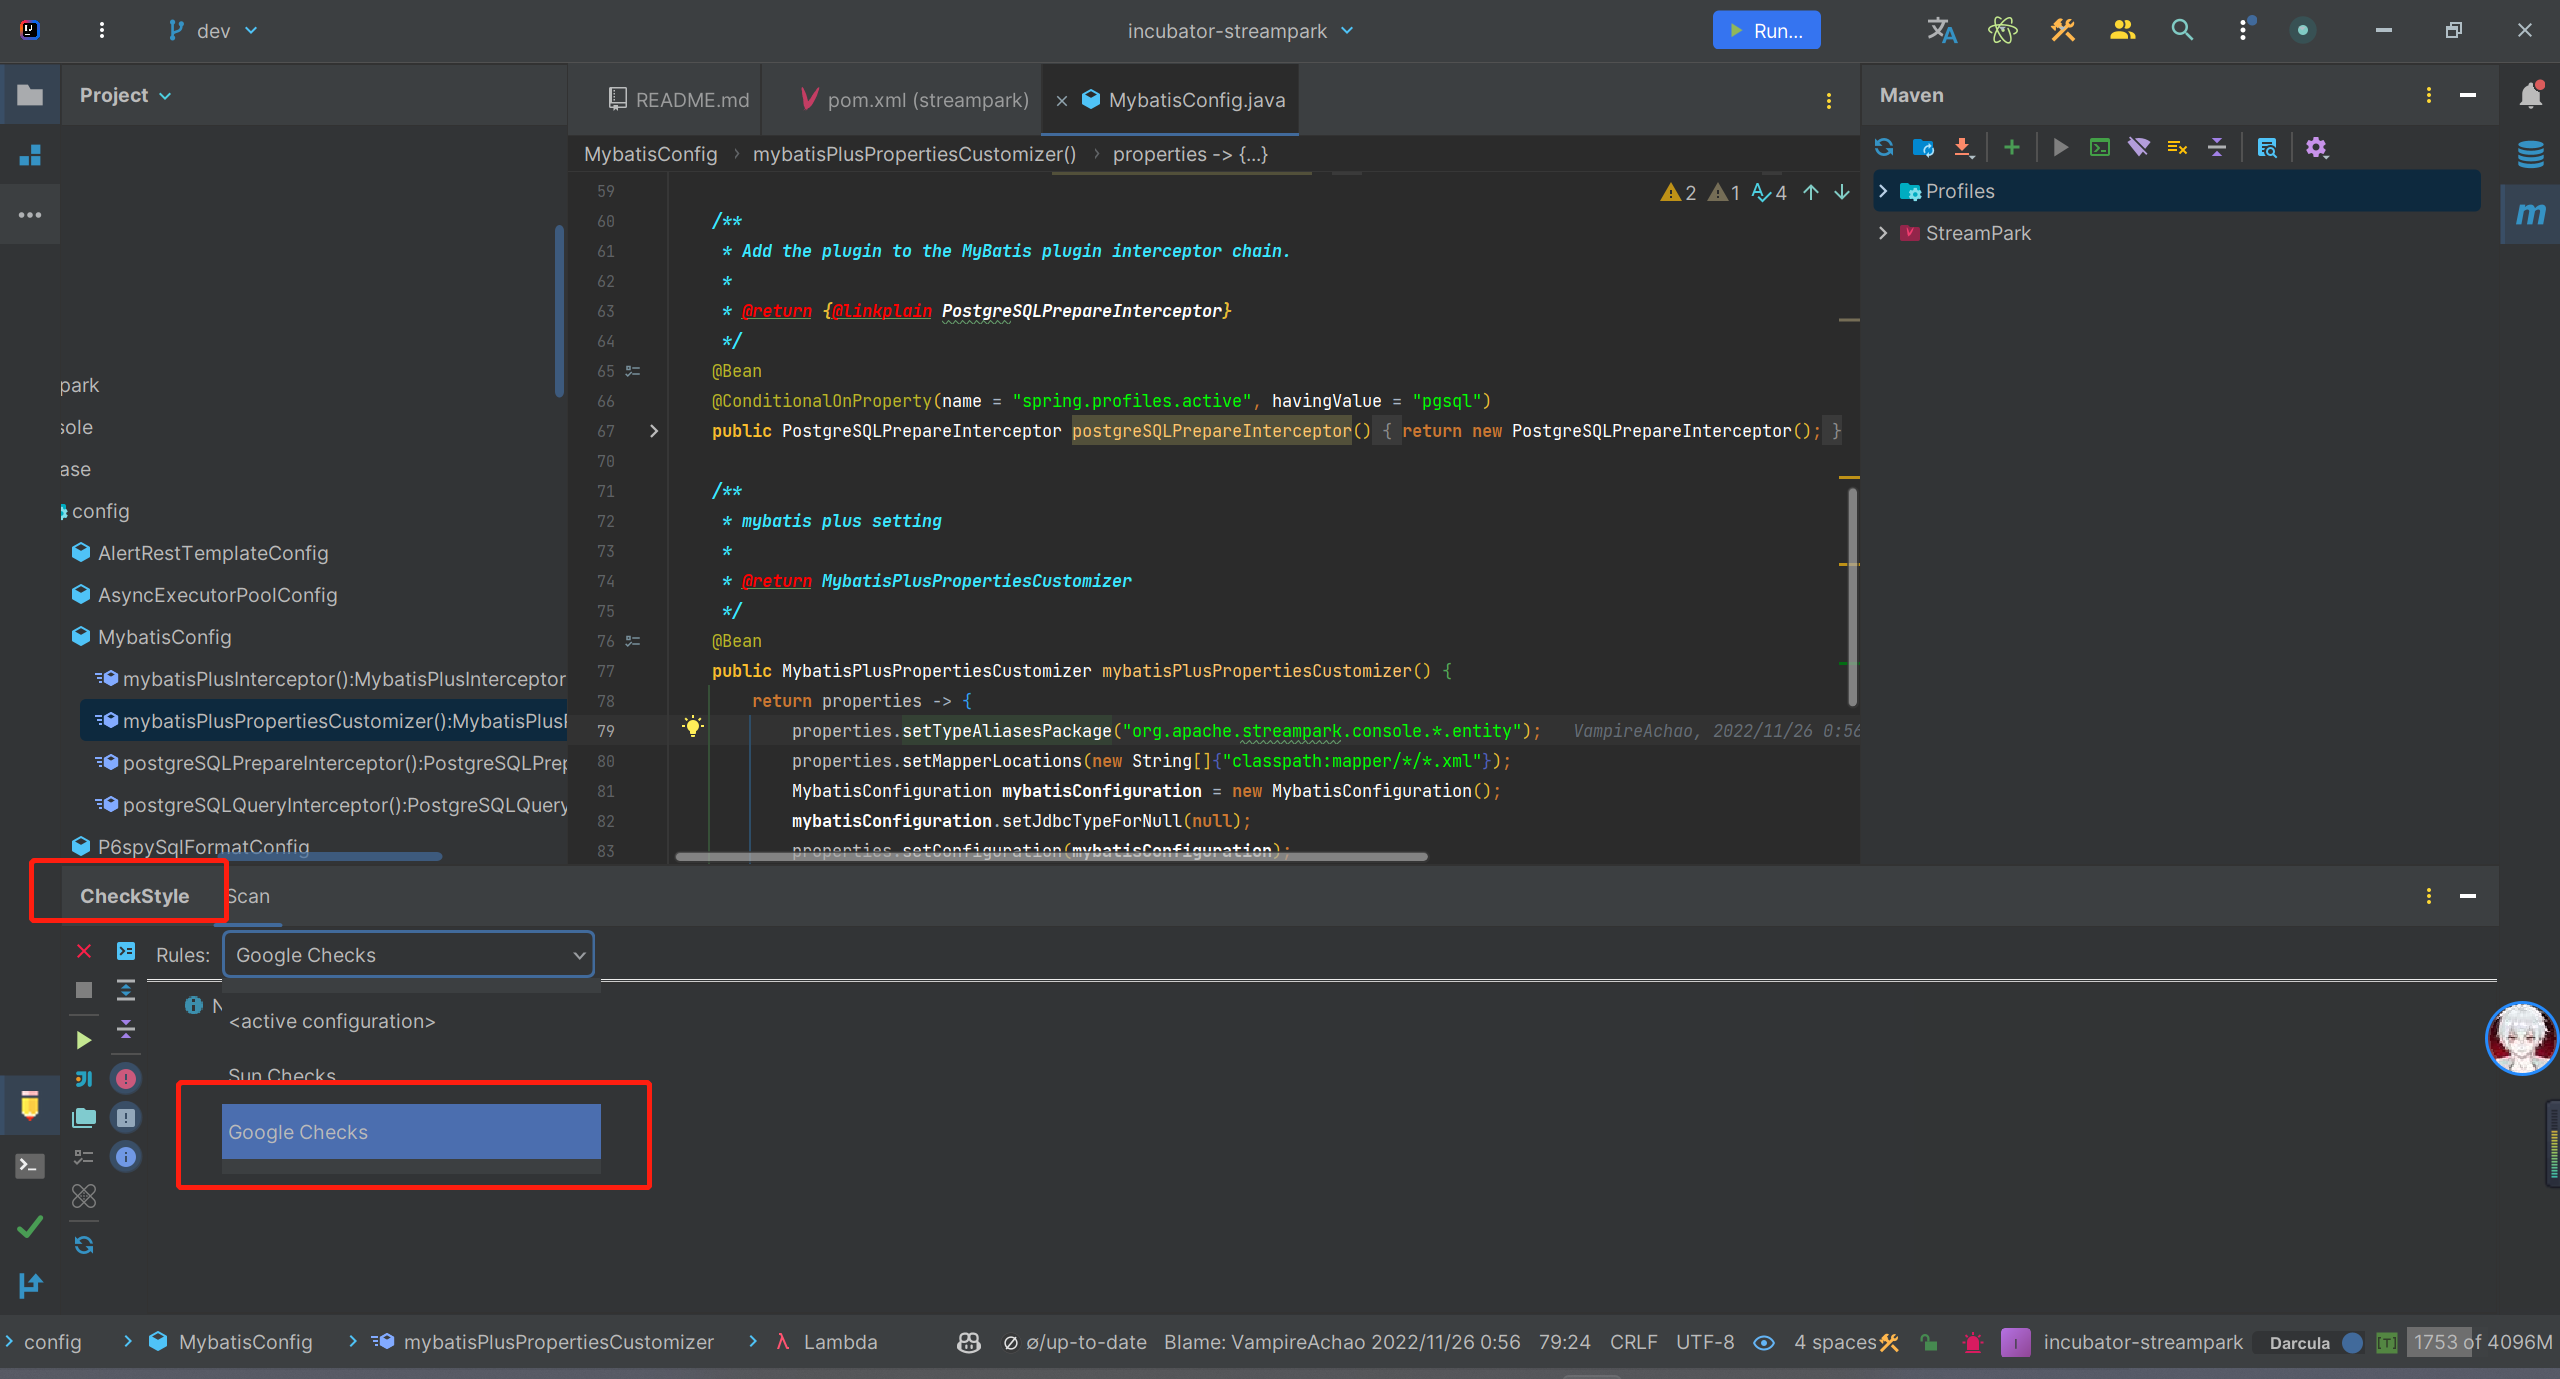 dev
incubator-streampark
Run...
Project
README.md
pom.xml (streampark)
MybatisConfig.java
Maven
MybatisConfig > mybatisPlusPropertiesCustomizer() > properties -> {...}
Profiles
StreamPark
2 1 4
59
60 /**
61 * Add the plugin to the MyBatis plugin interceptor chain.
62 *
63 * @return {@linkplain PostgreSQLPrepareInterceptor}
64 */
65 @Bean
66 @ConditionalOnProperty(name = "spring.profiles.active", havingValue = "pgsql")
67 public PostgreSQLPrepareInterceptor postgreSQLPrepareInterceptor() { return new PostgreSQLPrepareInterceptor(); }
70
71 /**
72 * mybatis plus setting
73 *
74 * @return MybatisPlusPropertiesCustomizer
75 */
76 @Bean
77 public MybatisPlusPropertiesCustomizer mybatisPlusPropertiesCustomizer() {
78 return properties -> {
79 properties.setTypeAliasesPackage("org.apache.streampark.console.*.entity"); VampireAchao, 2022/11/26 0:56
80 properties.setMapperLocations(new String[]{"classpath:mapper/*/*.xml"});
81 MybatisConfiguration mybatisConfiguration = new MybatisConfiguration();
82 mybatisConfiguration.setJdbcTypeForNull(null);
83 properties.setConfiguration(mybatisConfiguration);
park
sole
ase
config
AlertRestTemplateConfig
AsyncExecutorPoolConfig
MybatisConfig
mybatisPlusInterceptor():MybatisPlusInterceptor
mybatisPlusPropertiesCustomizer():MybatisPlusP
postgreSQLPrepareInterceptor():PostgreSQLPrep
postgreSQLQueryInterceptor():PostgreSQLQuery
P6spySqlFormatConfig
CheckStyle
Scan
Rules: Google Checks
N
<active configuration>
Sun Checks
Google Checks
config > MybatisConfig > mybatisPlusPropertiesCustomizer > λ Lambda
Ø ø/up-to-date Blame: VampireAchao 2022/11/26 0:56 79:24 CRLF UTF-8 4 spaces
I incubator-streampark Darcula [T] 1753 of 4096M